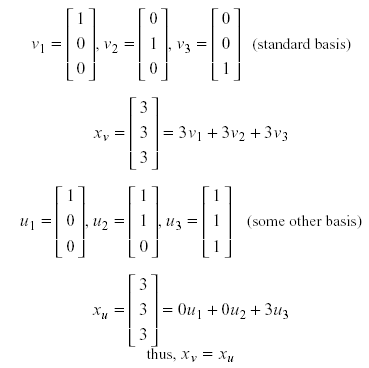 v₁ = [1 0 0], v₂ = [0 1 0], v₃ = [0 0 1] (standard basis)
xᵥ = [3 3 3] = 3v₁ + 3v₂ + 3v₃
u₁ = [1 0 0], u₂ = [1 1 0], u₃ = [1 1 1] (some other basis)
xᵤ = [3 3 3] = 0u₁ + 0u₂ + 3u₃
thus, xᵥ = xᵤ